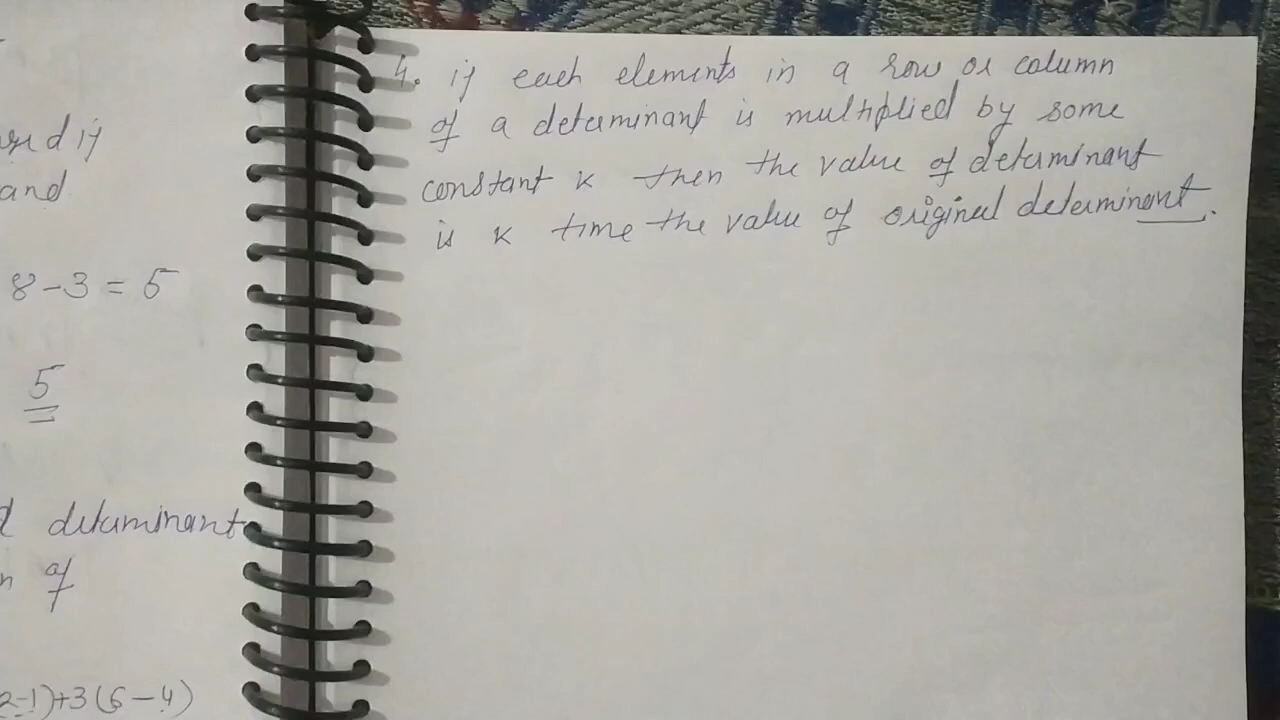 and
8-3 = 5
5
determinant
of
2-1)+3(6-4)
4. if each elements in a row or column
of a determinant is multiplied by some
constant K then the value of determinant
is K time the value of original determinant.